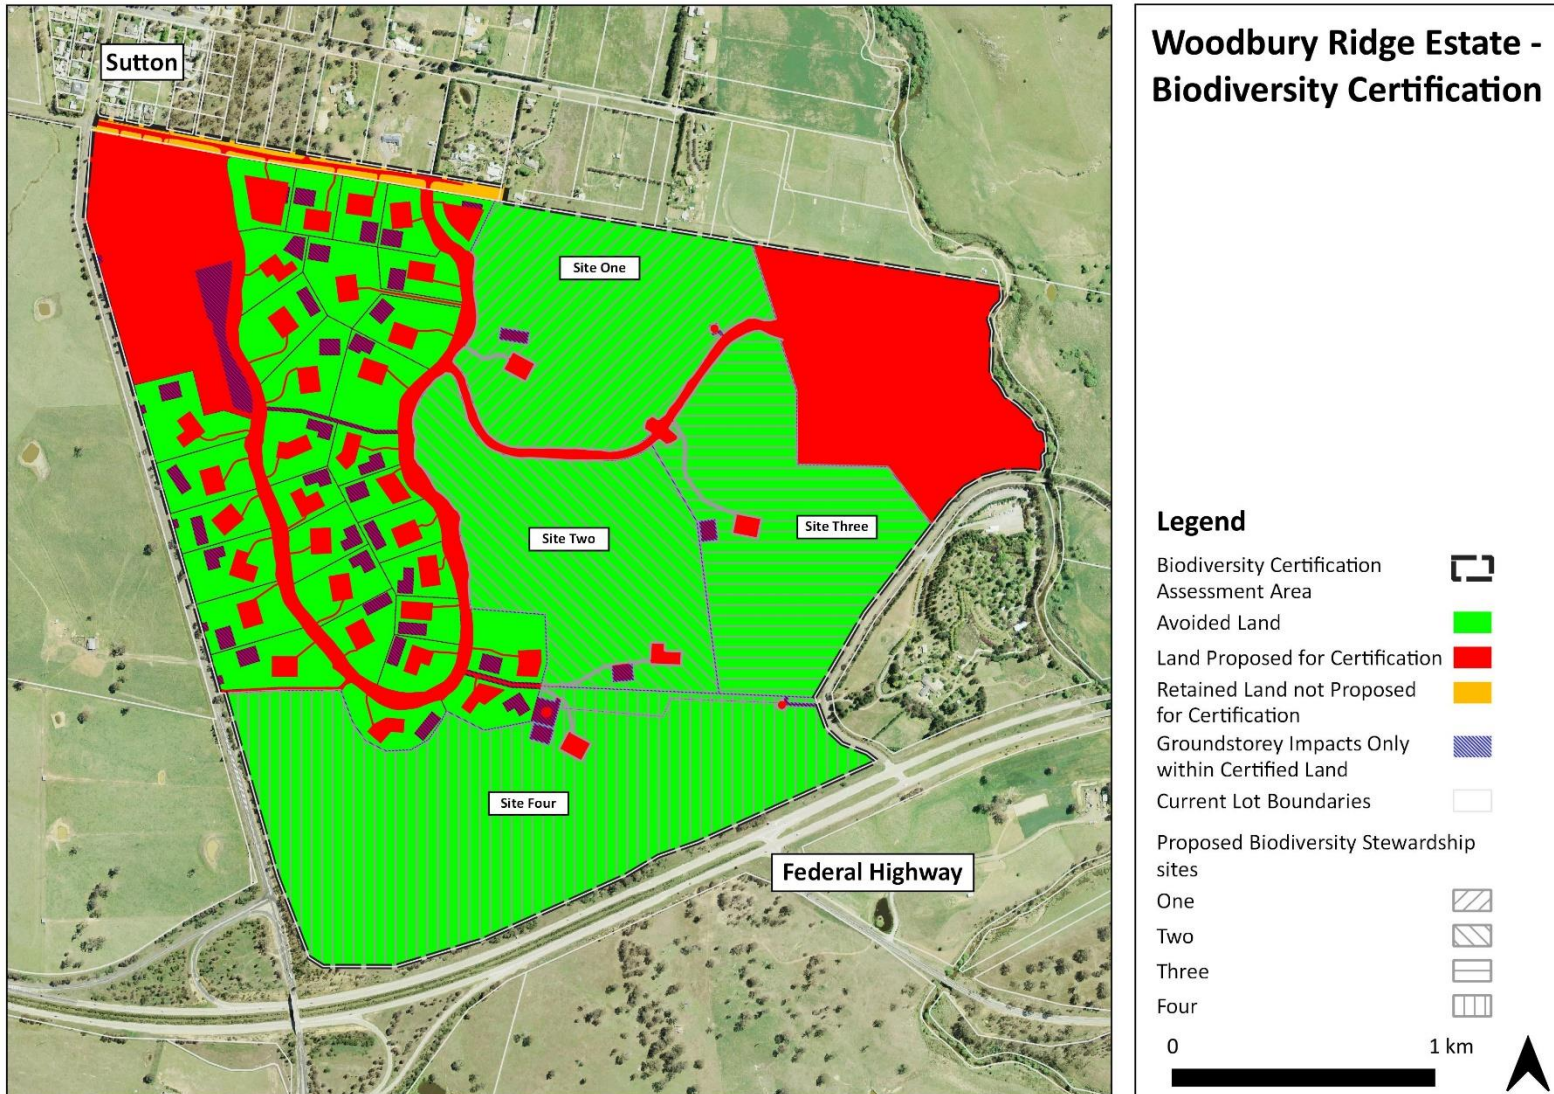 Woodbury Ridge Estate -
Biodiversity Certification
Sutton
Site One
Site Two
Site Three
Site Four
Federal Highway
Legend
Biodiversity Certification
Assessment Area
Avoided Land
Land Proposed for Certification
Retained Land not Proposed
for Certification
Groundstorey Impacts Only
within Certified Land
Current Lot Boundaries
Proposed Biodiversity Stewardship
sites
One
Two
Three
Four
0 1 km